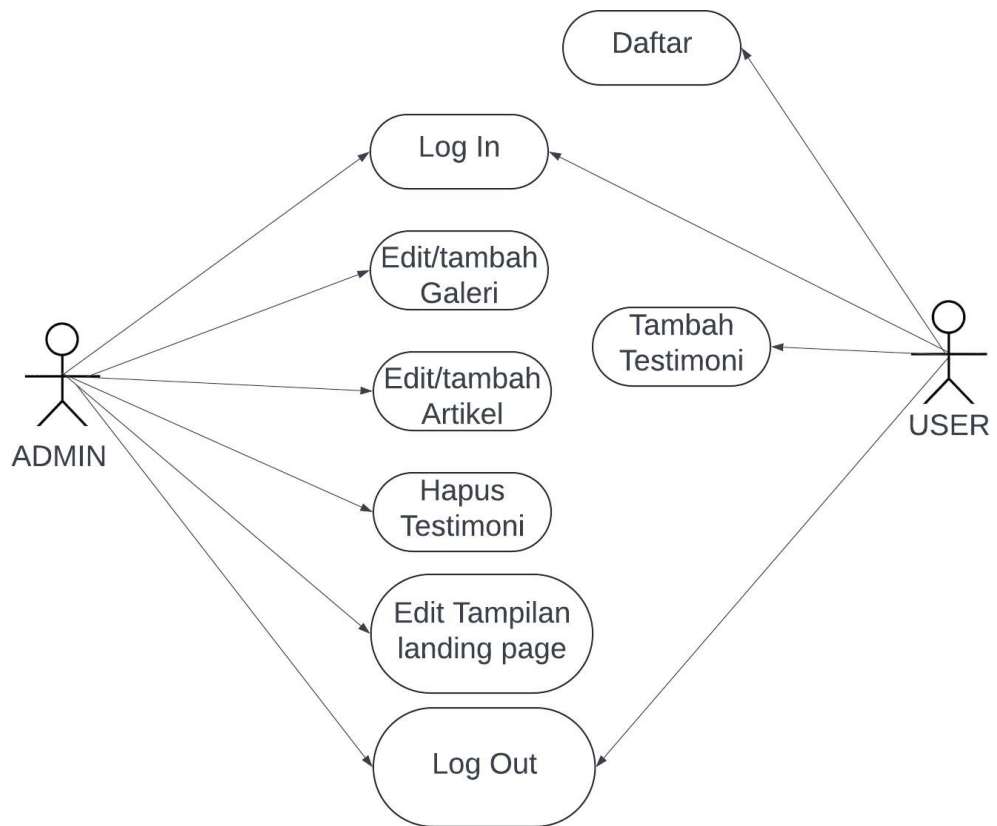 Daftar
Log In
Edit/tambah
Galeri
Tambah
Testimoni
Edit/tambah
Artikel
USER
ADMIN
Hapus
Testimoni
Edit Tampilan
landing page
Log Out